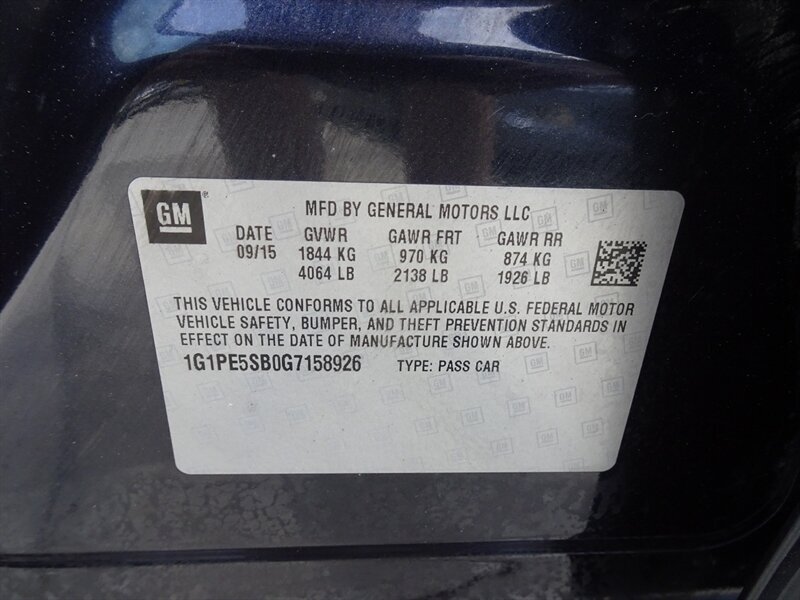 GM®
MFD BY GENERAL MOTORS LLC
DATE GVWR GAWR FRT GAWR RR
09/15 1844 KG 970 KG 874 KG
4064 LB 2138 LB 1926 LB
THIS VEHICLE CONFORMS TO ALL APPLICABLE U.S. FEDERAL MOTOR
VEHICLE SAFETY, BUMPER, AND THEFT PREVENTION STANDARDS IN
EFFECT ON THE DATE OF MANUFACTURE SHOWN ABOVE.
1G1PE5SB0G7158926 TYPE: PASS CAR